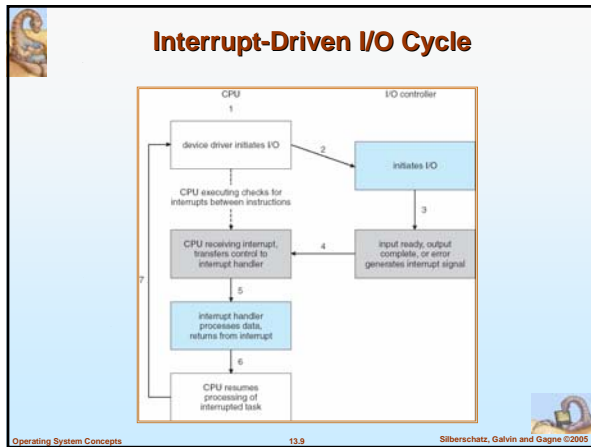 Interrupt-Driven I/O Cycle
CPU
I/O controller
1
device driver initiates I/O
2
initiates I/O
CPU executing checks for
interrupts between instructions
3
CPU receiving interrupt,
transfers control to
interrupt handler
4
input ready, output
complete, or error
generates interrupt signal
7
5
interrupt handler
processes data,
returns from interrupt
6
CPU resumes
processing of
interrupted task
Operating System Concepts
13.9
Silberschatz, Galvin and Gagne ©2005